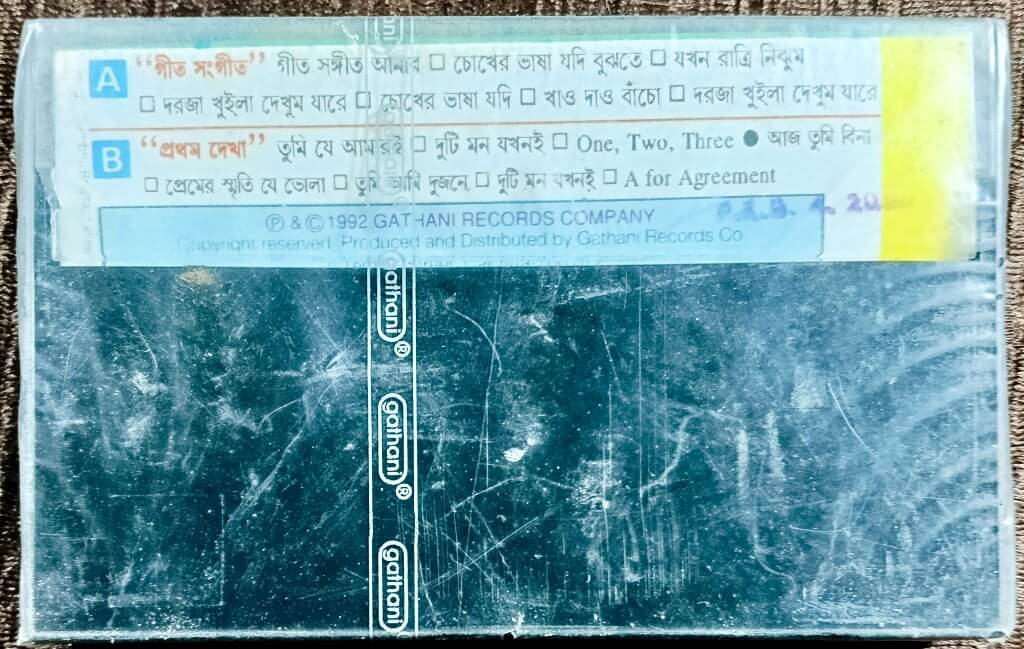 A "গীত সংগীত" গীত সঙ্গীত আমার □ চোখের ভাষা যদি বুঝতে □ যখন রাত্রি নিঝুম
□ দরজা খুইলা দেখুম যারে □ চোখের ভাষা যদি □ খাও দাও বাঁচো □ দরজা খুইলা দেখুম যারে
B "প্রথম দেখা" তুমি যে আমারই □ দুটি মন যখনই □ One, Two, Three ● আজ তুমি বিনা
□ প্রেমের স্মৃতি যে ভোলা □ তুমি আমি দুজনে □ দুটি মন যখনই □ A for Agreement
Ⓟ & © 1992 GATHANI RECORDS COMPANY
Copyright reserved. Produced and Distributed by Gathani Records Co.
gathani®
gathani®
gathani